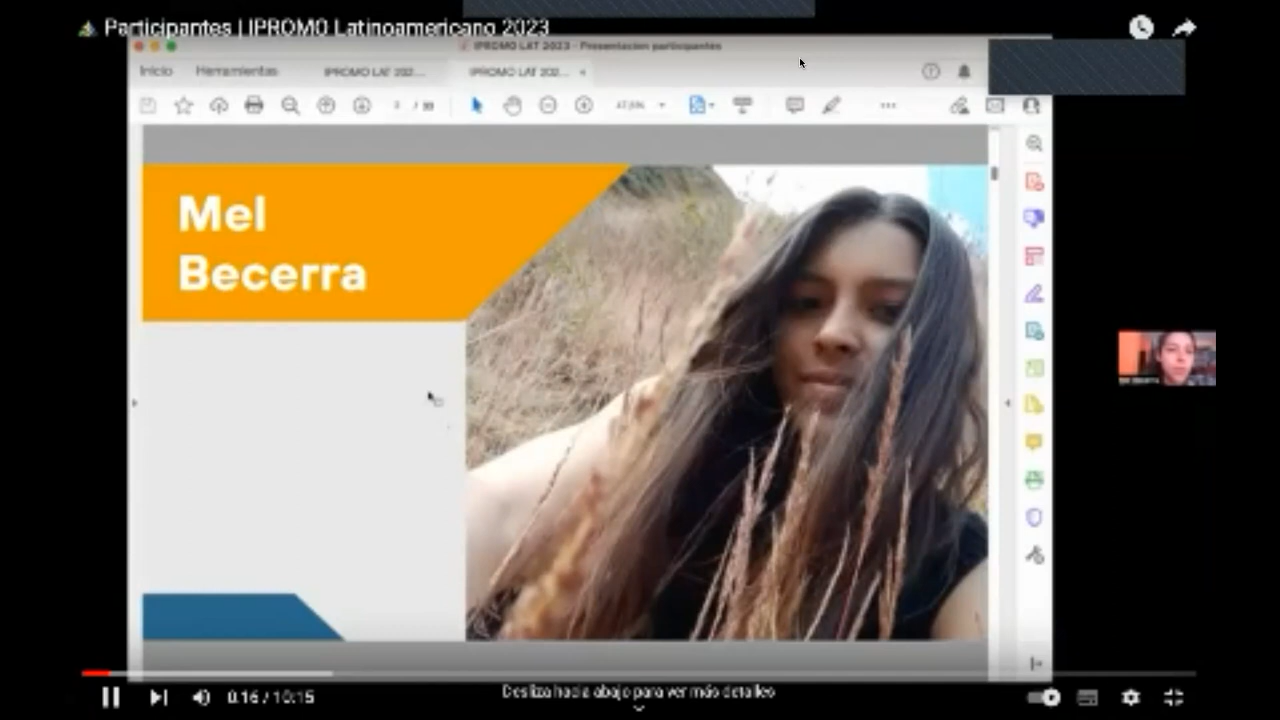 Participantes | IPROMO Latinoamericano 2023
IPROMO LAT 2023 - Presentacion participantes
Inicio
Herramientas
IPROMO LAT 202...
IPROMO LAT 202...
Mel
Becerra
0:16 / 10:15
Desliza hacia abajo para ver más detalles